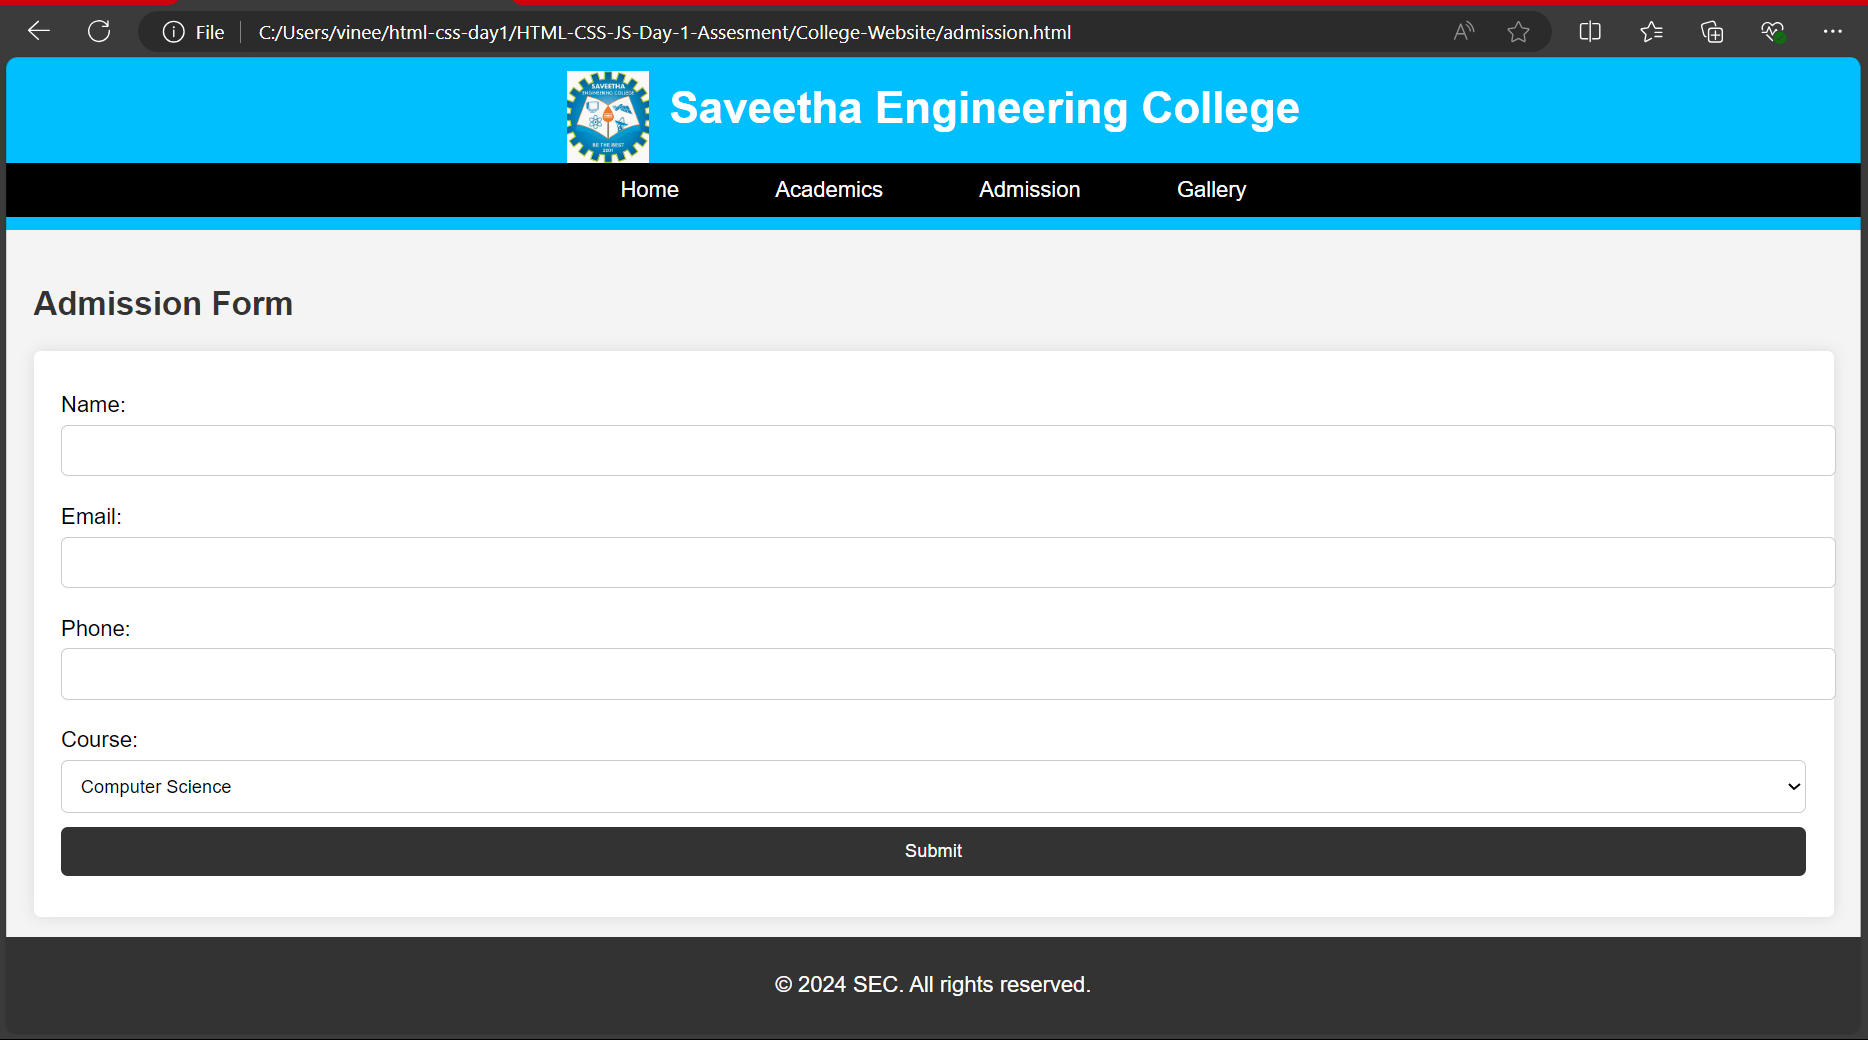 File C:/Users/vinee/html-css-day1/HTML-CSS-JS-Day-1-Assesment/College-Website/admission.html
SAVEETHA
ENGINEERING COLLEGE
BE THE BEST
2001
Saveetha Engineering College
Home Academics Admission Gallery
Admission Form
Name:
Email:
Phone:
Course:
Computer Science
Submit
© 2024 SEC. All rights reserved.